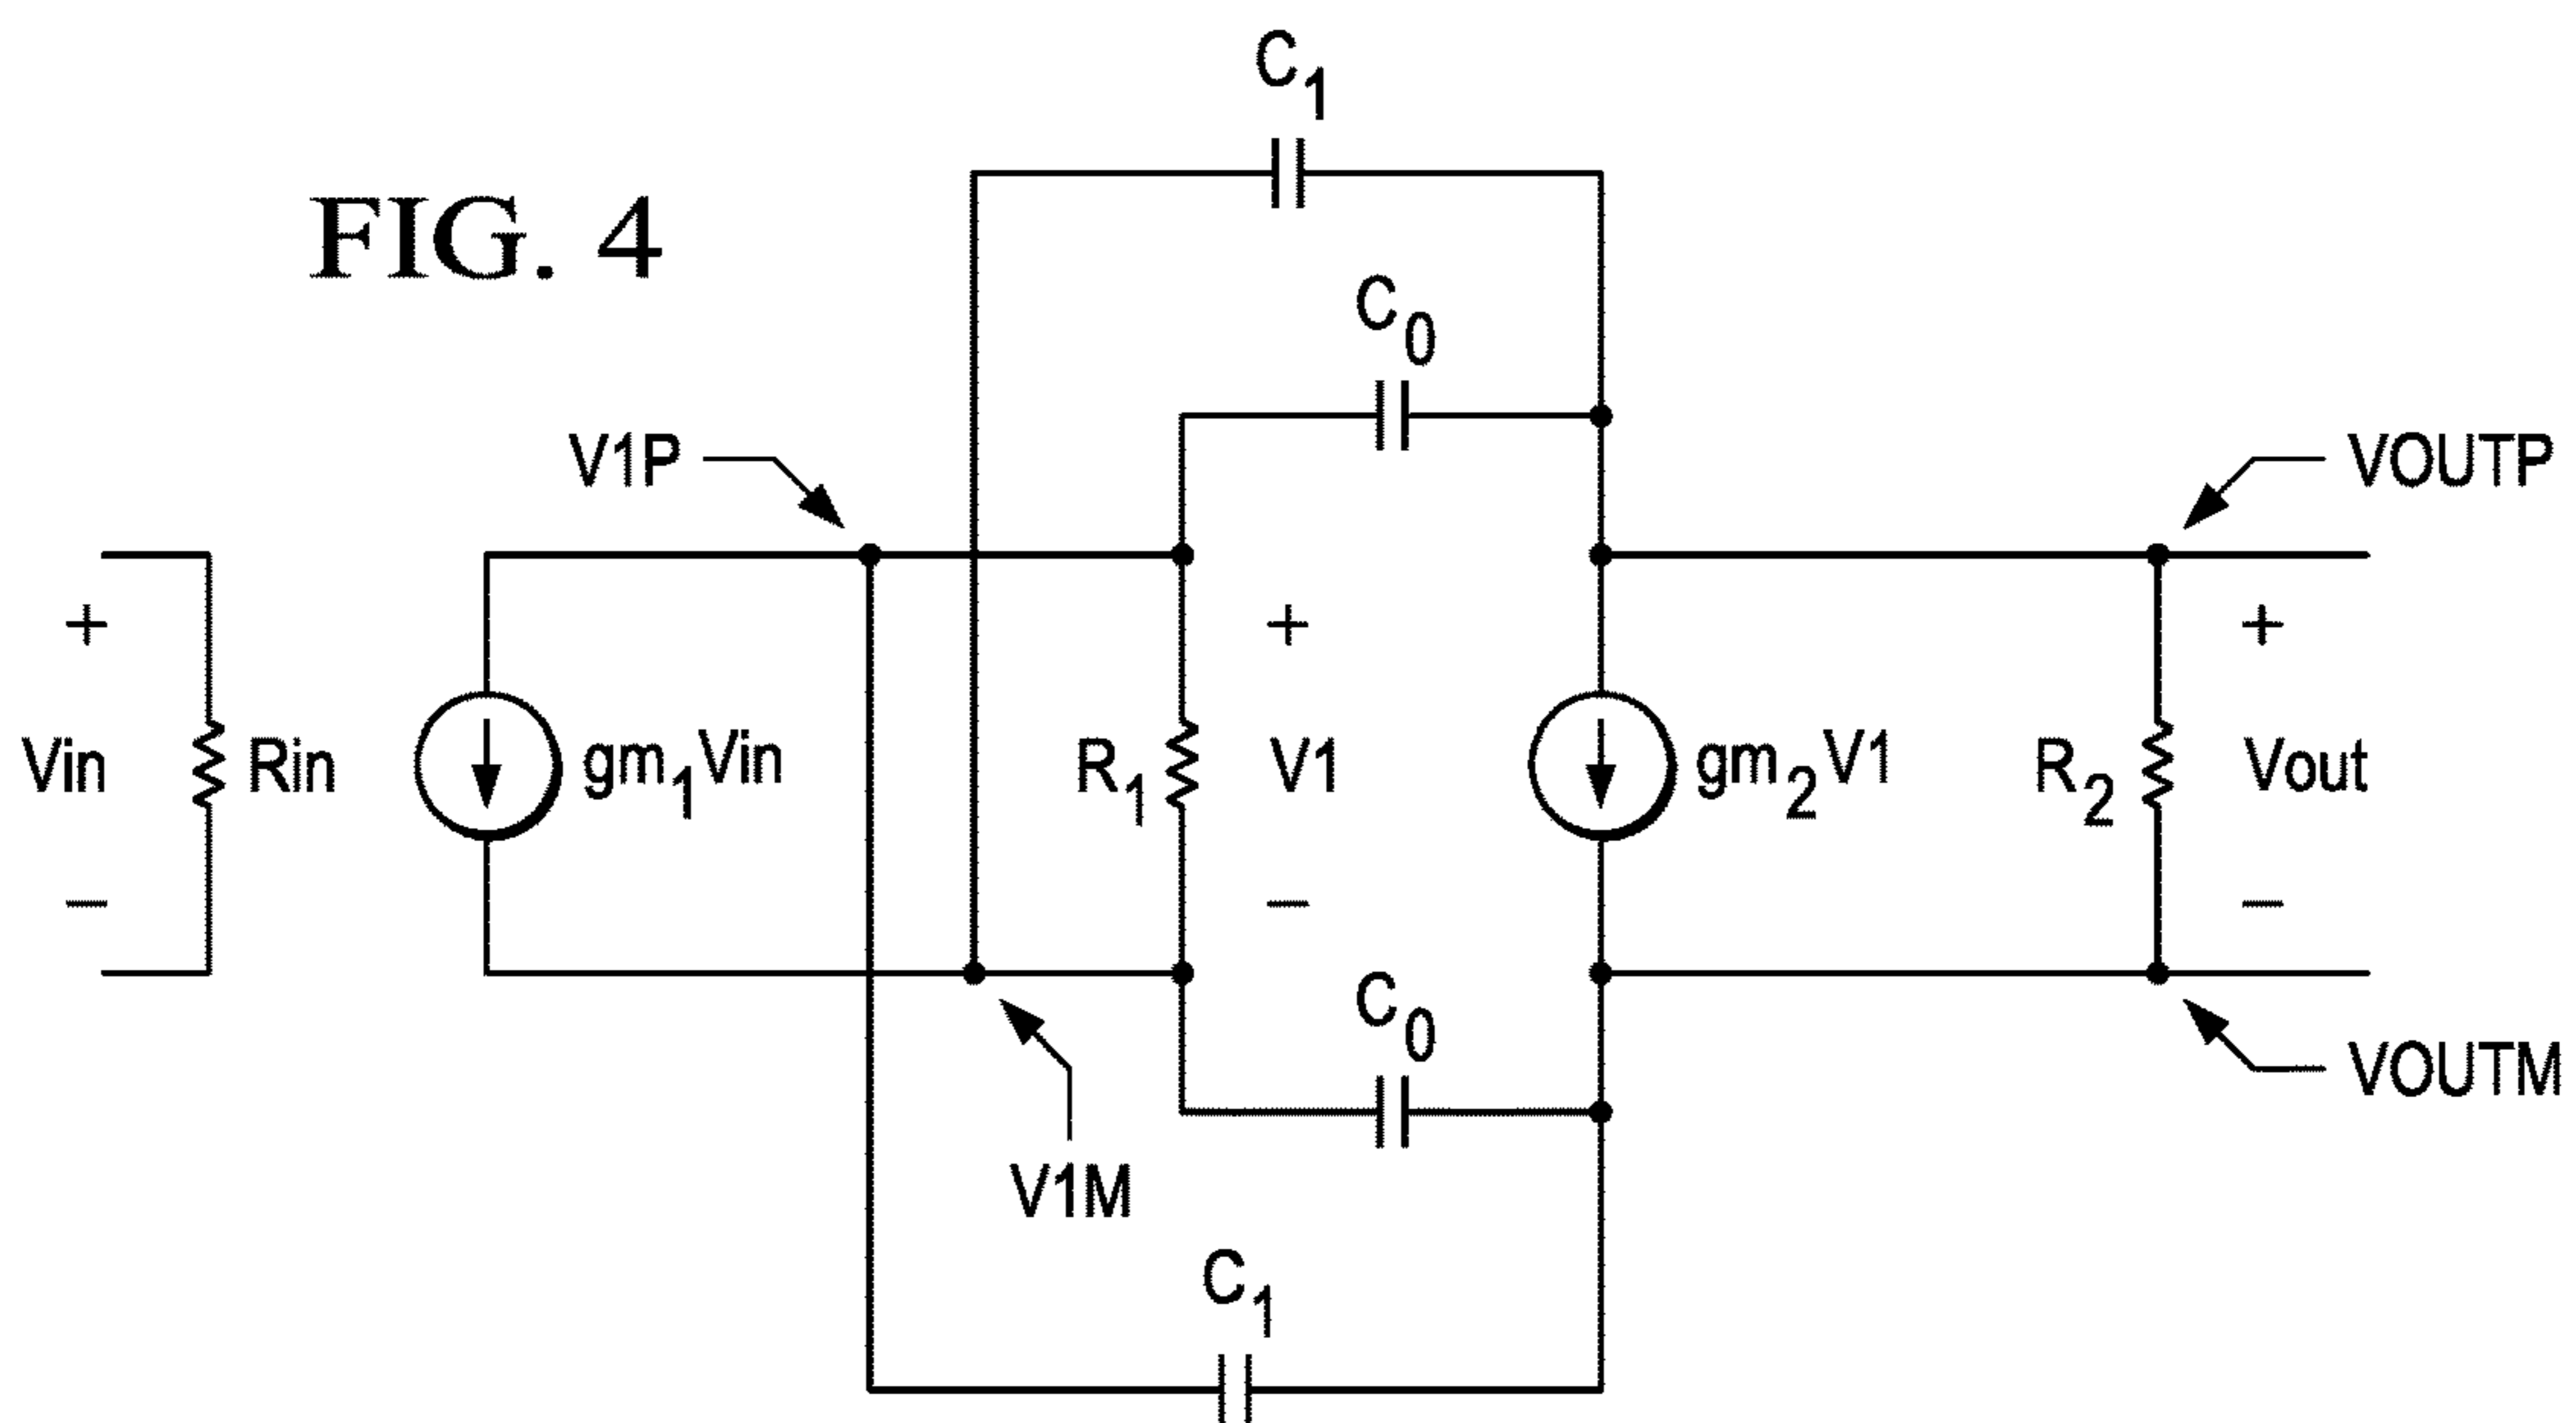 FIG. 4
C1
C0
V1P
VOUTP
+
+
+
Vin
Rin
gm1Vin
R1
V1
gm2V1
R2
Vout
−
−
−
C0
V1M
VOUTM
C1